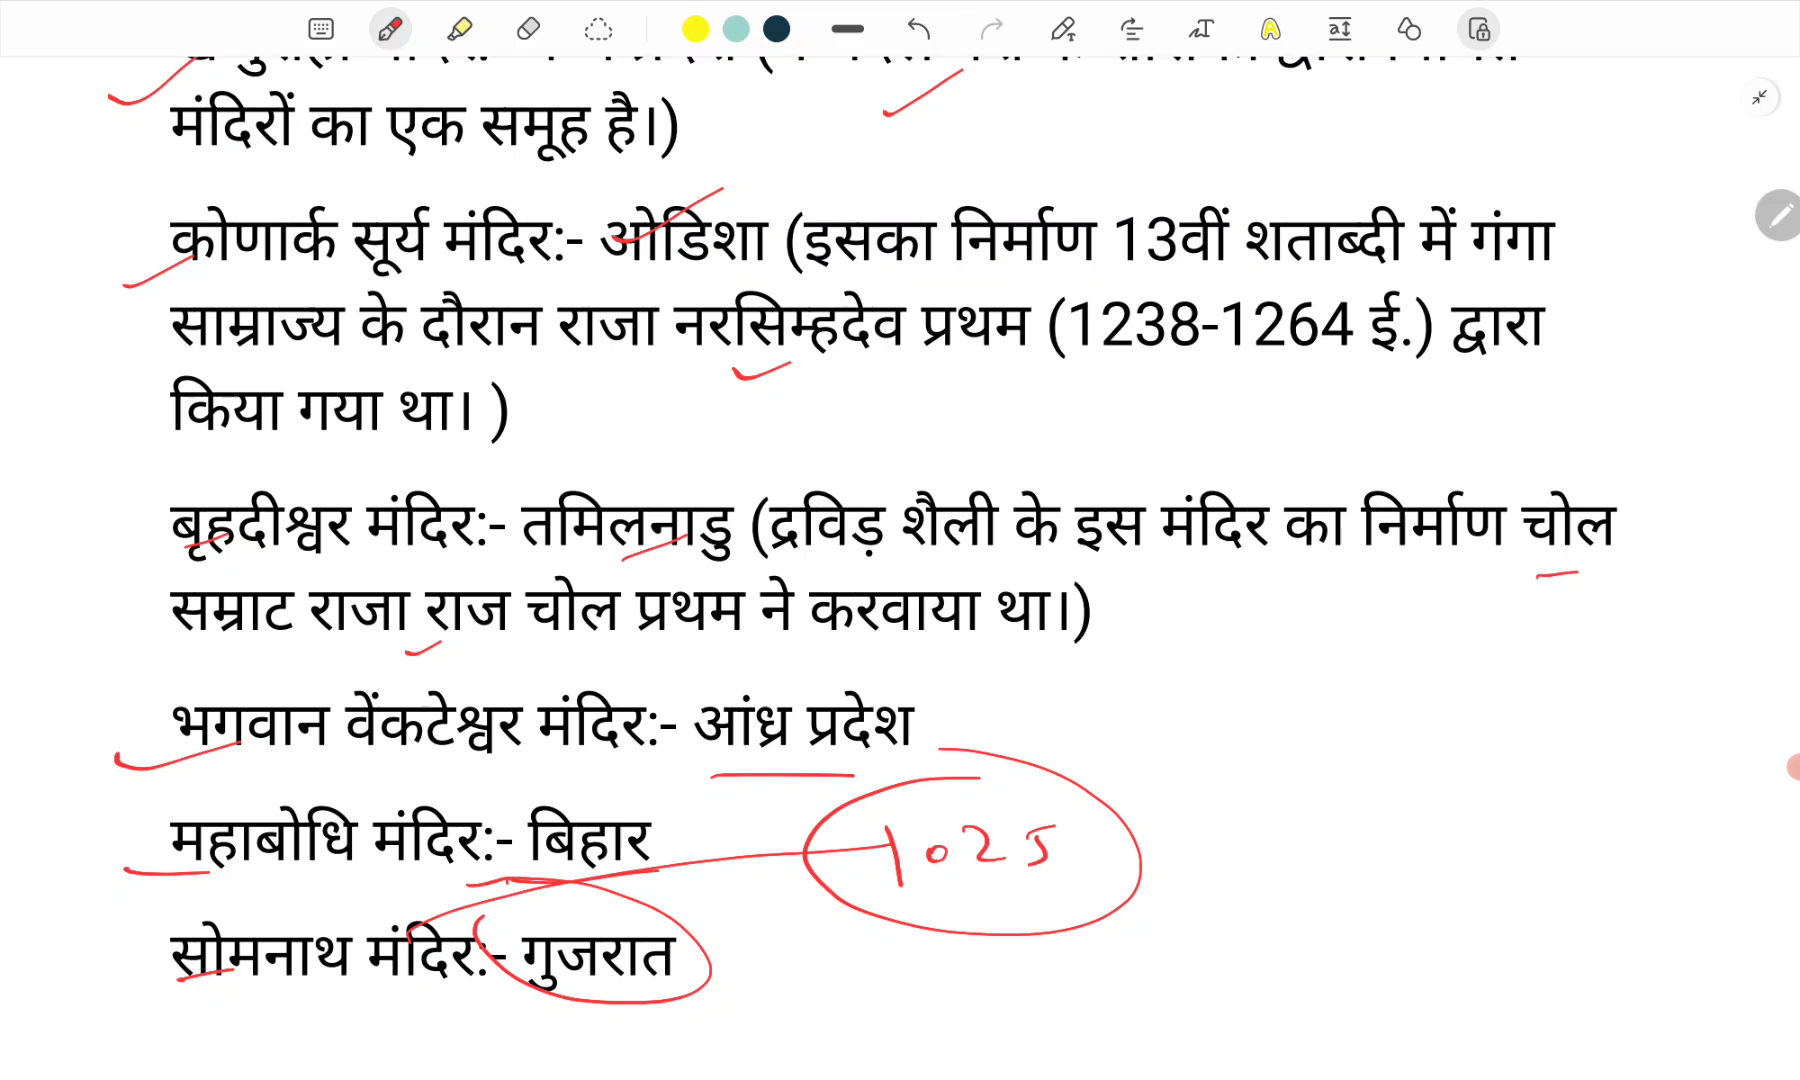 मंदिरों का एक समूह है।)
कोणार्क सूर्य मंदिर:- ओडिशा (इसका निर्माण 13वीं शताब्दी में गंगा
साम्राज्य के दौरान राजा नरसिम्हदेव प्रथम (1238-1264 ई.) द्वारा
किया गया था। )
बृहदीश्वर मंदिर:- तमिलनाडु (द्रविड़ शैली के इस मंदिर का निर्माण चोल
सम्राट राजा राज चोल प्रथम ने करवाया था।)
भगवान वेंकटेश्वर मंदिर:- आंध्र प्रदेश
महाबोधि मंदिर:- बिहार
1025
सोमनाथ मंदिर:- गुजरात